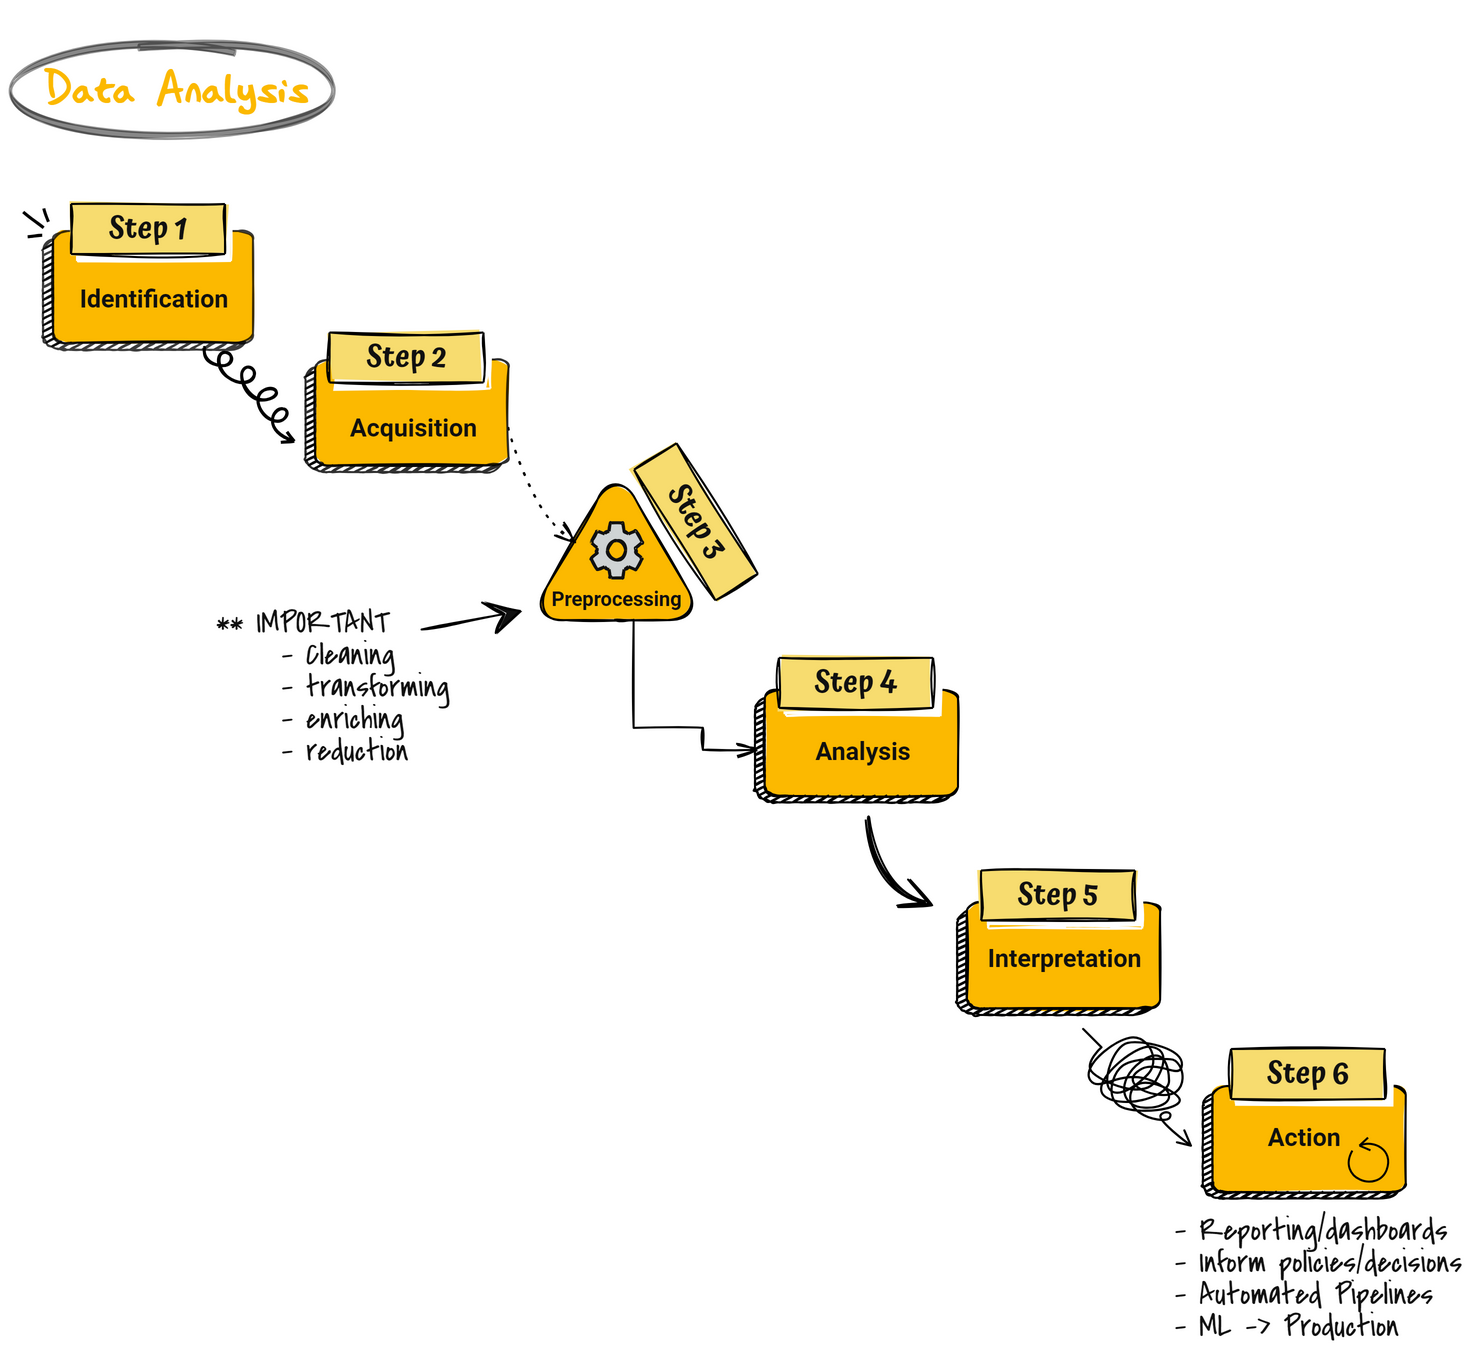 Data Analysis
Step 1
Identification
Step 2
Acquisition
Step 3
Preprocessing
** IMPORTANT
- Cleaning
- transforming
- enriching
- reduction
Step 4
Analysis
Step 5
Interpretation
Step 6
Action
- Reporting/dashboards
- Inform policies/decisions
- Automated Pipelines
- ML -> Production